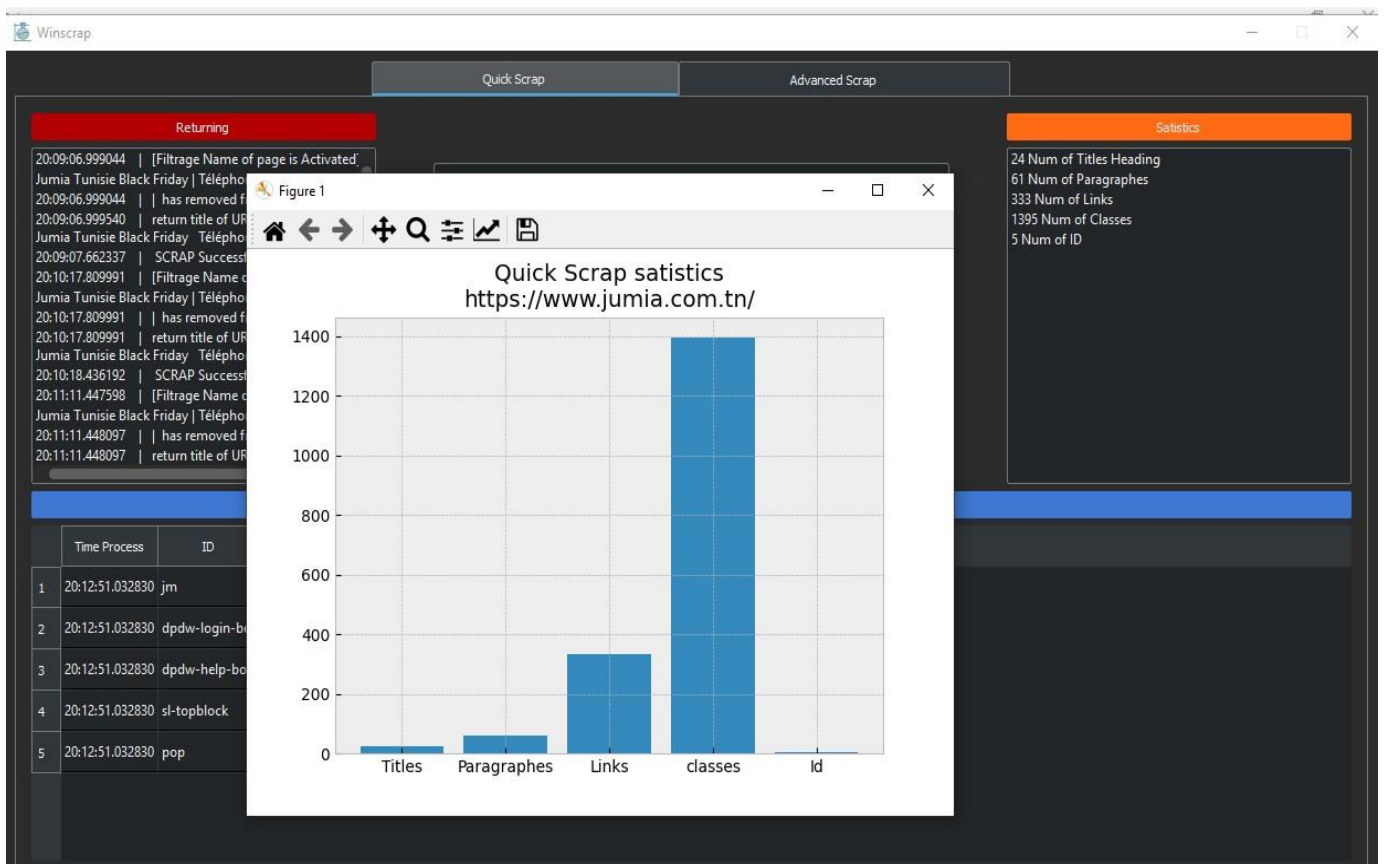 Winscrap
Quick Scrap
Advanced Scrap
Returning
20:09:06.999044 | [Filtrage Name of page is Activated]
Jumia Tunisie Black Friday | Télépho
20:09:06.999044 | | has removed f
20:09:06.999540 | return title of UR
Jumia Tunisie Black Friday Télépho
20:09:07.662337 | SCRAP Success
20:10:17.809991 | [Filtrage Name
Jumia Tunisie Black Friday | Télépho
20:10:17.809991 | | has removed f
20:10:17.809991 | return title of UR
Jumia Tunisie Black Friday Télépho
20:10:18.436192 | SCRAP Success
20:11:11.447598 | [Filtrage Name
Jumia Tunisie Black Friday | Télépho
20:11:11.448097 | | has removed f
20:11:11.448097 | return title of UR
Satistics
24 Num of Titles Heading
61 Num of Paragraphes
333 Num of Links
1395 Num of Classes
5 Num of ID
Figure 1
Quick Scrap satistics
https://www.jumia.com.tn/
1400
1200
1000
800
600
400
200
0
Titles Paragraphes Links classes Id
Time Process ID
1 20:12:51.032830 jm
2 20:12:51.032830 dpdw-login-b
3 20:12:51.032830 dpdw-help-bo
4 20:12:51.032830 sl-topblock
5 20:12:51.032830 pop